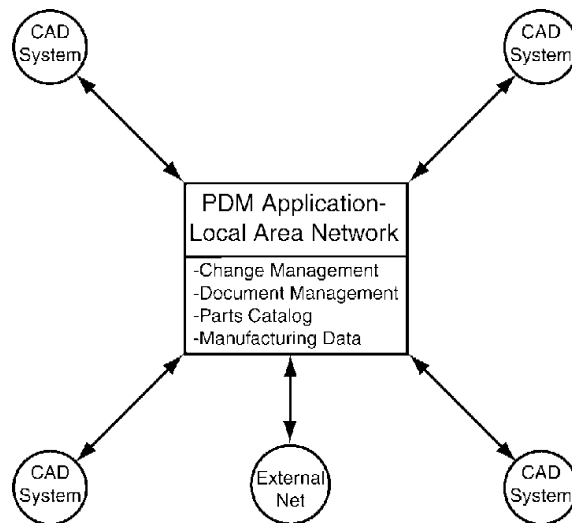 CAD
System
CAD
System
PDM Application-
Local Area Network
-Change Management
-Document Management
-Parts Catalog
-Manufacturing Data
CAD
System
External
Net
CAD
System